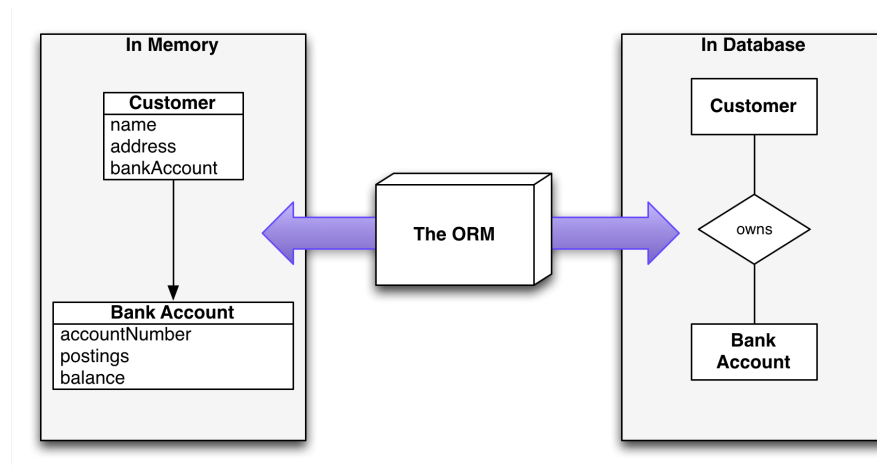 In Memory
Customer
name
address
bankAccount
Bank Account
accountNumber
postings
balance
The ORM
In Database
Customer
owns
Bank
Account